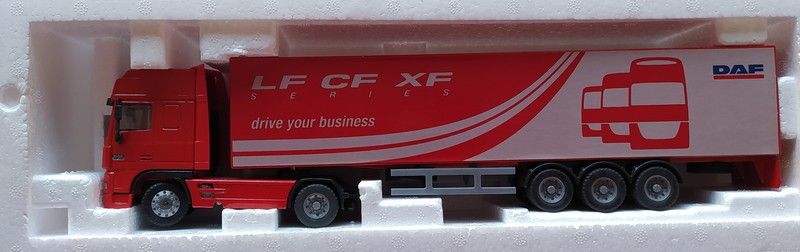 LF CF XF
SERIES
drive your business
DAF